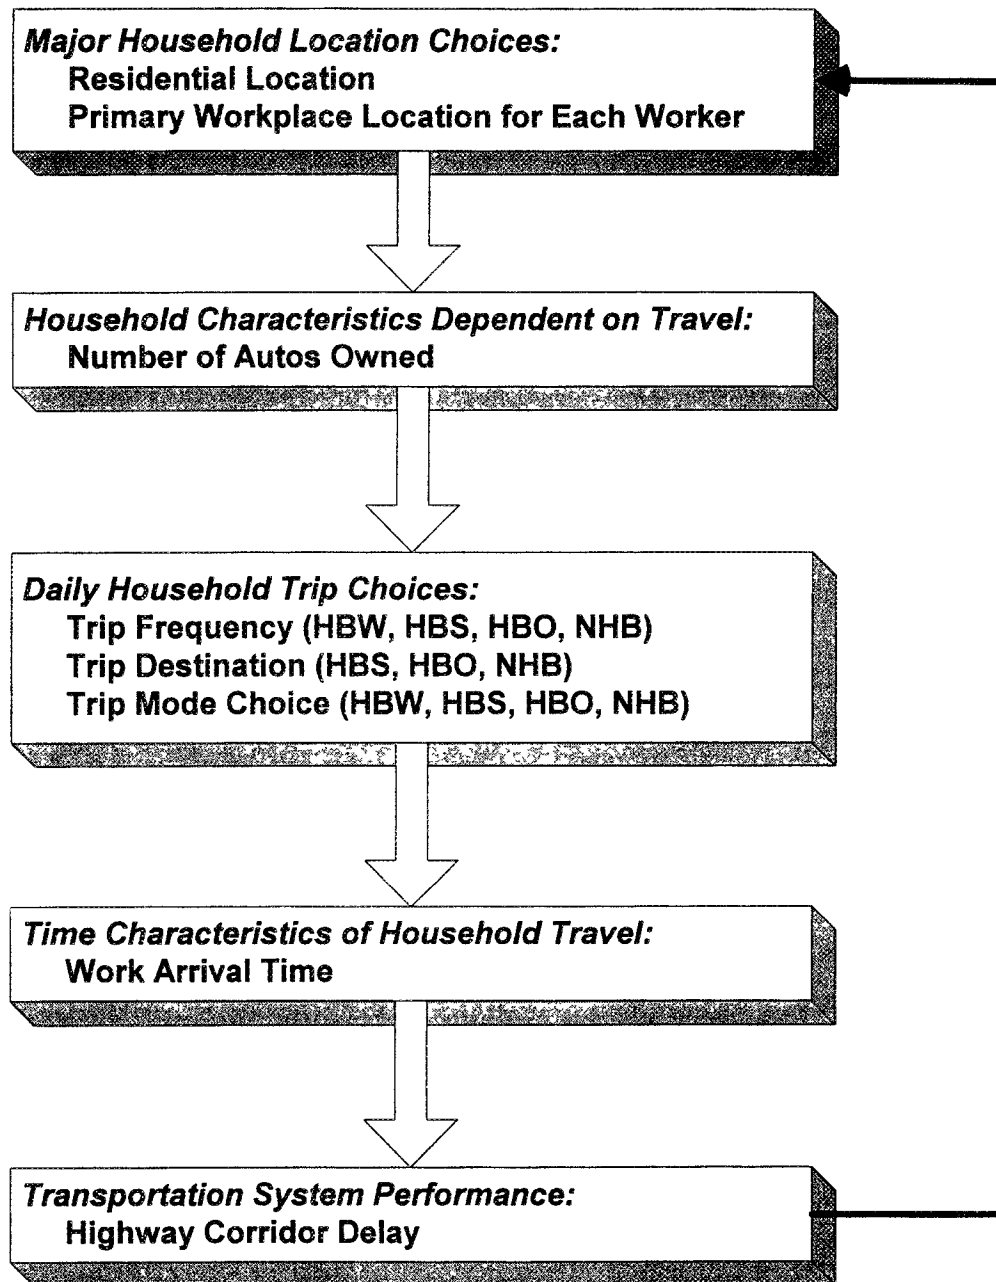 Major Household Location Choices:
Residential Location
Primary Workplace Location for Each Worker
Household Characteristics Dependent on Travel:
Number of Autos Owned
Daily Household Trip Choices:
Trip Frequency (HBW, HBS, HBO, NHB)
Trip Destination (HBS, HBO, NHB)
Trip Mode Choice (HBW, HBS, HBO, NHB)
Time Characteristics of Household Travel:
Work Arrival Time
Transportation System Performance:
Highway Corridor Delay